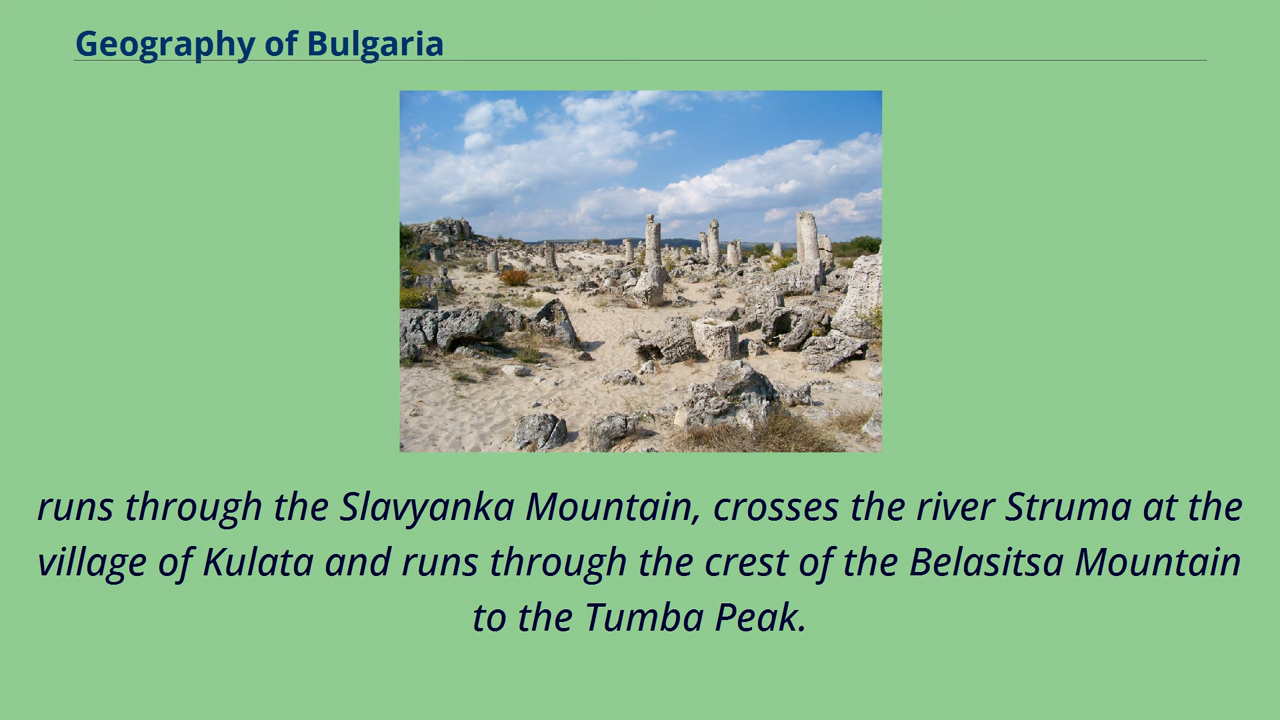 Geography of Bulgaria
runs through the Slavyanka Mountain, crosses the river Struma at the
village of Kulata and runs through the crest of the Belasitsa Mountain
to the Tumba Peak.